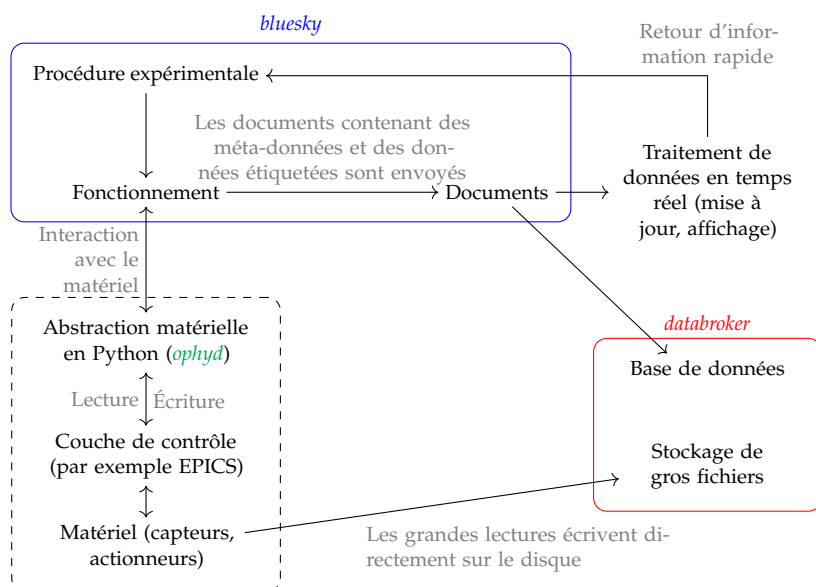 bluesky
Retour d'infor-
mation rapide
Procédure expérimentale
Les documents contenant des
méta-données et des don-
nées étiquetées sont envoyés
Fonctionnement
Documents
Traitement de
données en temps
réel (mise à
jour, affichage)
Interaction
avec le
matériel
Abstraction matérielle
en Python (ophyd)
Lecture
Écriture
Couche de contrôle
(par exemple EPICS)
Matériel (capteurs,
actionneurs)
databroker
Base de données
Stockage de
gros fichiers
Les grandes lectures écrivent di-
rectement sur le disque